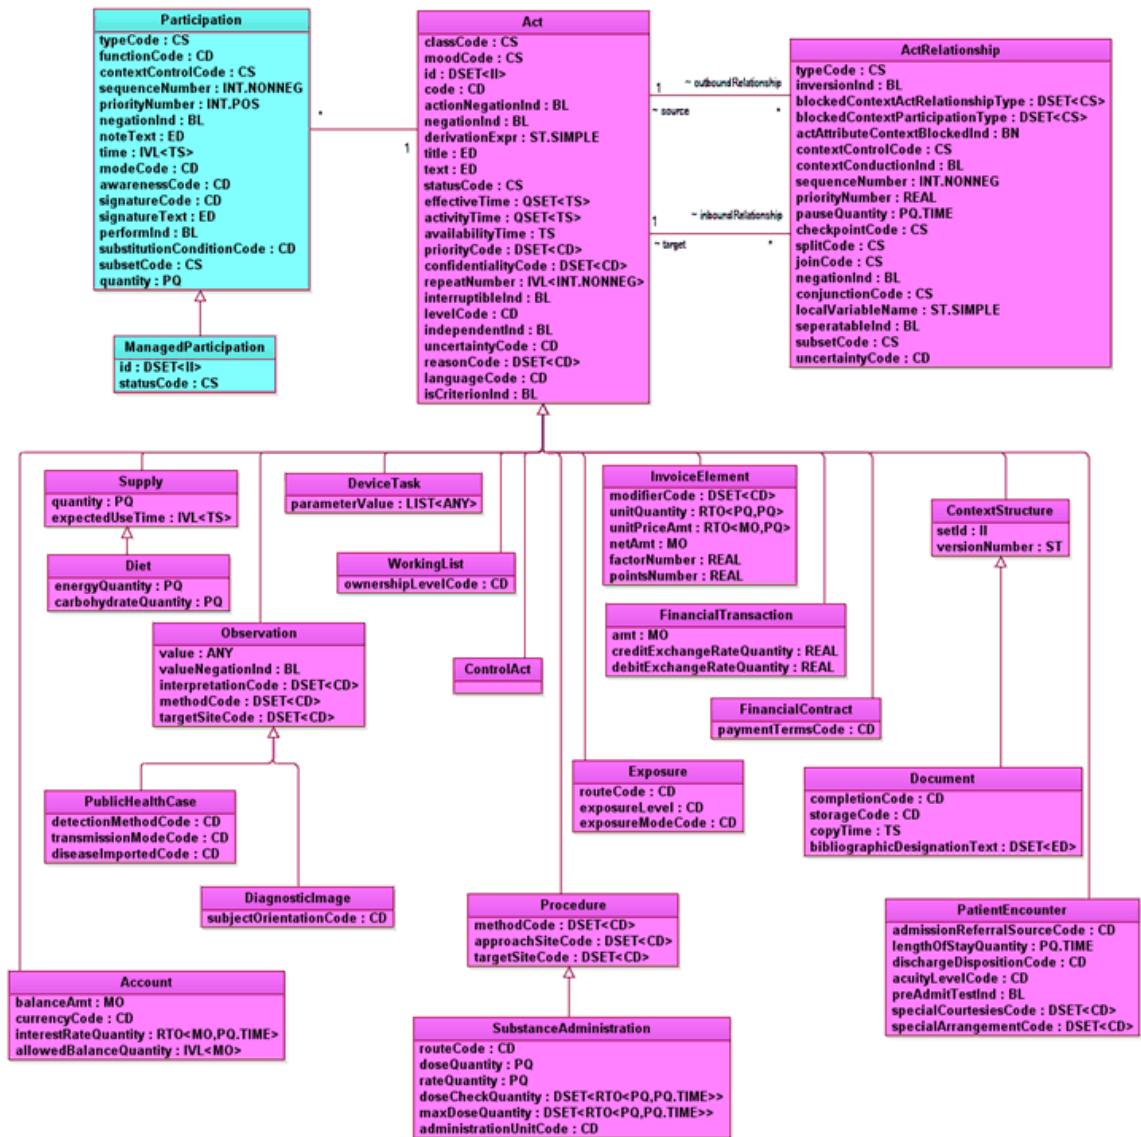 Participation
typeCode : CS
functionCode : CD
contextControlCode : CS
sequenceNumber : INT.NONNEG
priorityNumber : INT.POS
negationInd : BL
noteText : ED
time : IVL<TS>
modeCode : CD
awarenessCode : CD
signatureCode : CD
signatureText : ED
performInd : BL
substitutionConditionCode : CD
subsetCode : CS
quantity : PQ
ManagedParticipation
id : DSET<II>
statusCode : CS
*
1
Act
classCode : CS
moodCode : CS
id : DSET<II>
code : CD
actionNegationInd : BL
negationInd : BL
derivationExpr : ST.SIMPLE
title : ED
text : ED
statusCode : CS
effectiveTime : QSET<TS>
activityTime : QSET<TS>
availabilityTime : TS
priorityCode : DSET<CD>
confidentialityCode : DSET<CD>
repeatNumber : IVL<INT.NONNEG>
interruptibleInd : BL
levelCode : CD
independentInd : BL
uncertaintyCode : CD
reasonCode : DSET<CD>
languageCode : CD
isCriterionInd : BL
1 ~ outboundRelationship
~ source *
1 ~ inboundRelationship
~ target *
ActRelationship
typeCode : CS
inversionInd : BL
blockedContextActRelationshipType : DSET<CS>
blockedContextParticipationType : DSET<CS>
actAttributeContextBlockedInd : BN
contextControlCode : CS
contextConductionInd : BL
sequenceNumber : INT.NONNEG
priorityNumber : REAL
pauseQuantity : PQ.TIME
checkpointCode : CS
splitCode : CS
joinCode : CS
negationInd : BL
conjunctionCode : CS
localVariableName : ST.SIMPLE
seperatableInd : BL
subsetCode : CS
uncertaintyCode : CD
Supply
quantity : PQ
expectedUseTime : IVL<TS>
Diet
energyQuantity : PQ
carbohydrateQuantity : PQ
DeviceTask
parameterValue : LIST<ANY>
WorkingList
ownershipLevelCode : CD
InvoiceElement
modifierCode : DSET<CD>
unitQuantity : RTO<PQ,PQ>
unitPriceAmt : RTO<MO,PQ>
netAmt : MO
factorNumber : REAL
pointsNumber : REAL
ContextStructure
setId : II
versionNumber : ST
Observation
value : ANY
valueNegationInd : BL
interpretationCode : DSET<CD>
methodCode : DSET<CD>
targetSiteCode : DSET<CD>
ControlAct
FinancialTransaction
amt : MO
creditExchangeRateQuantity : REAL
debitExchangeRateQuantity : REAL
FinancialContract
paymentTermsCode : CD
PublicHealthCase
detectionMethodCode : CD
transmissionModeCode : CD
diseaseImportedCode : CD
Exposure
routeCode : CD
exposureLevel : CD
exposureModeCode : CD
Document
completionCode : CD
storageCode : CD
copyTime : TS
bibliographicDesignationText : DSET<ED>
DiagnosticImage
subjectOrientationCode : CD
Procedure
methodCode : DSET<CD>
approachSiteCode : DSET<CD>
targetSiteCode : DSET<CD>
PatientEncounter
admissionReferralSourceCode : CD
lengthOfStayQuantity : PQ.TIME
dischargeDispositionCode : CD
acuityLevelCode : CD
preAdmitTestInd : BL
specialCourtesiesCode : DSET<CD>
specialArrangementCode : DSET<CD>
Account
balanceAmt : MO
currencyCode : CD
interestRateQuantity : RTO<MO,PQ.TIME>
allowedBalanceQuantity : IVL<MO>
SubstanceAdministration
routeCode : CD
doseQuantity : PQ
rateQuantity : PQ
doseCheckQuantity : DSET<RTO<PQ,PQ.TIME>>
maxDoseQuantity : DSET<RTO<PQ,PQ.TIME>>
administrationUnitCode : CD